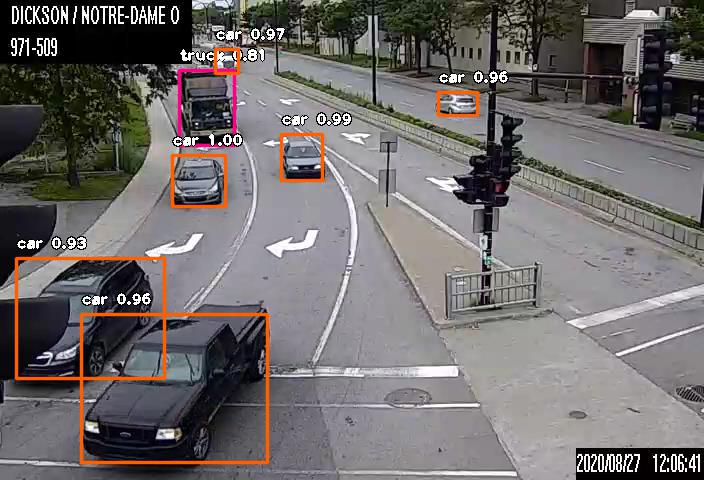 DICKSON / NOTRE-DAME O
971-509
car 0.97
truck 0.81
car 0.96
car 0.99
car 1.00
car 0.93
car 0.96
2020/08/27 12:06:41